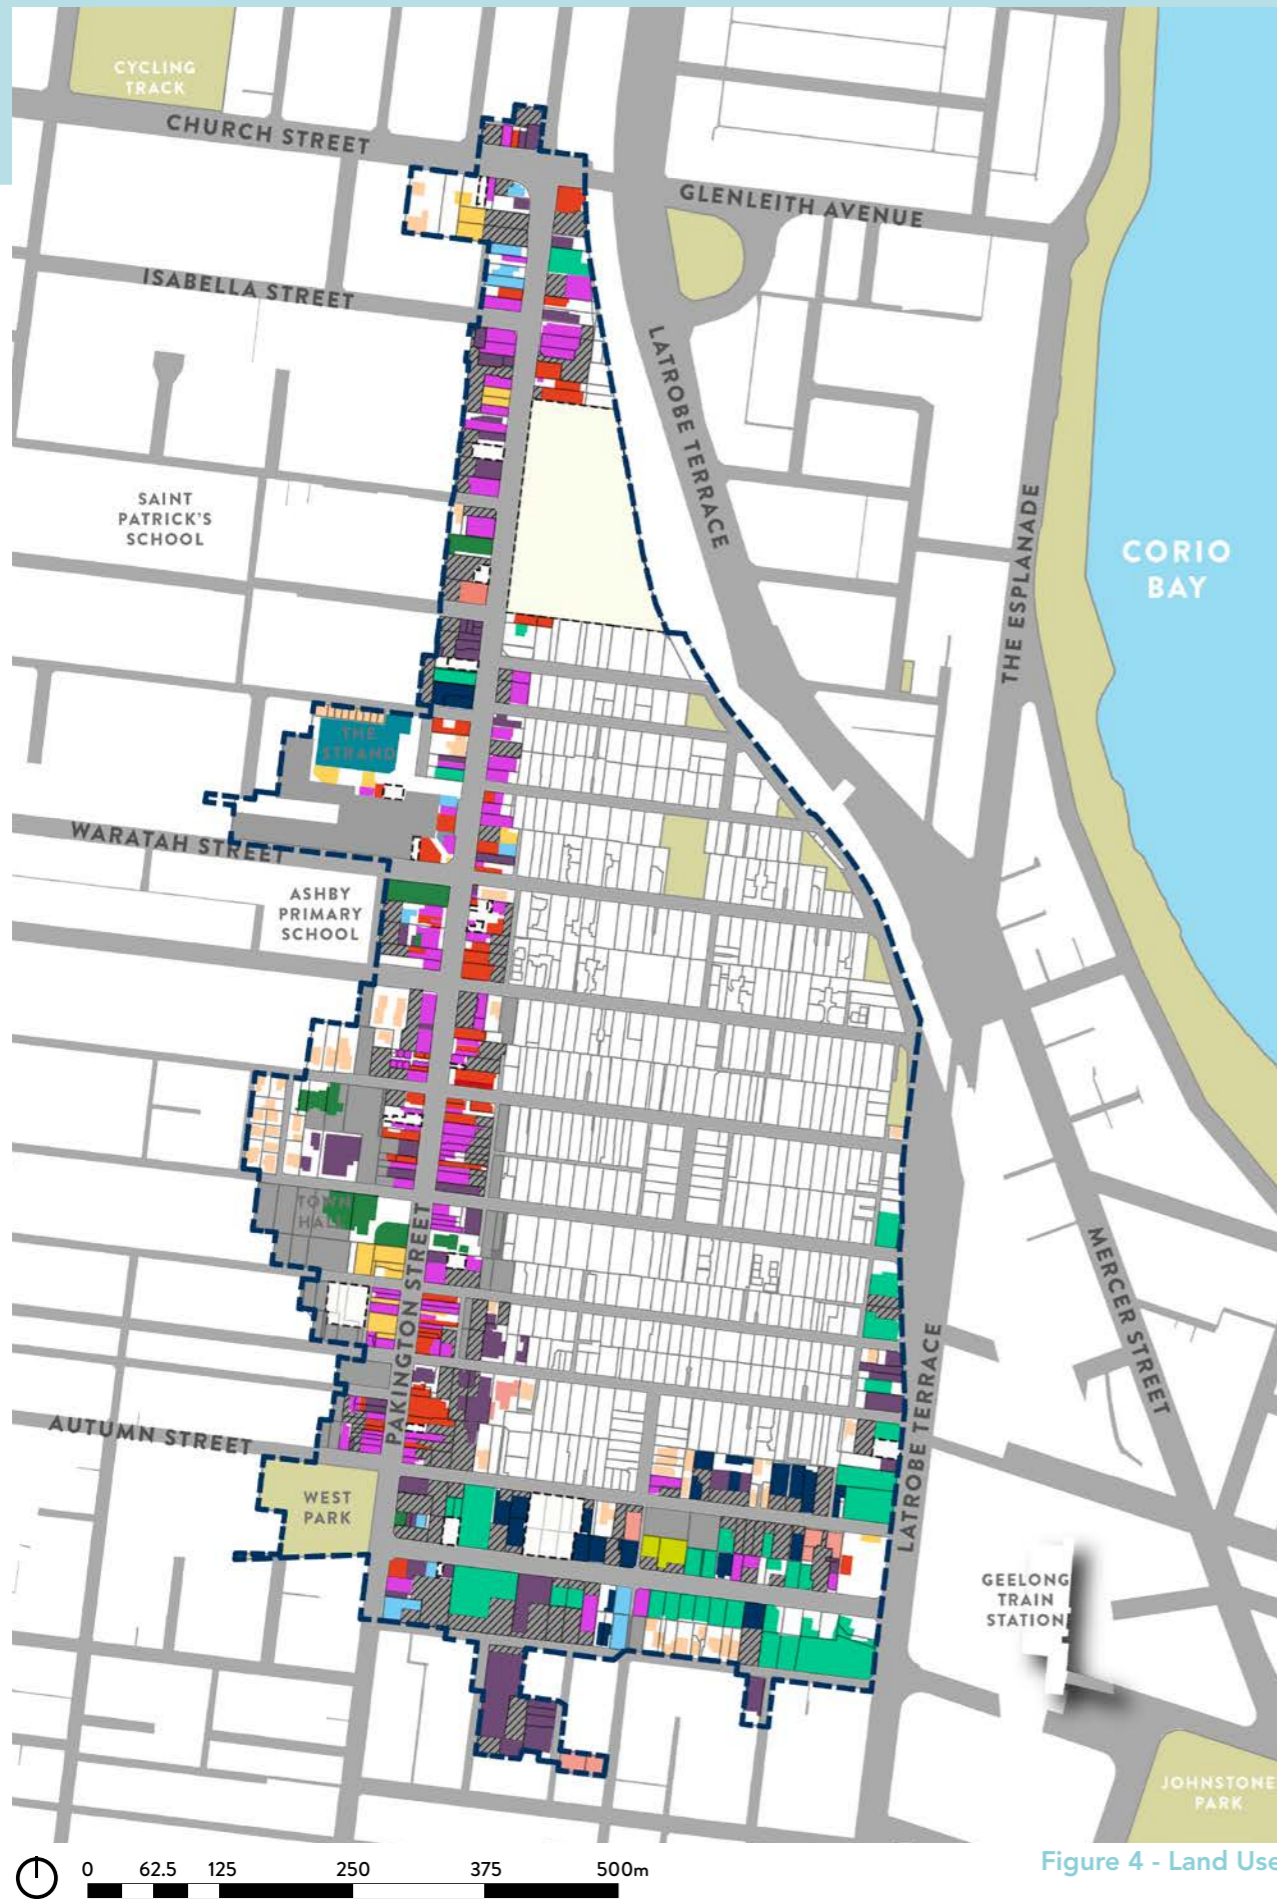 CYCLING
TRACK
CHURCH STREET
GLENLEITH AVENUE
ISABELLA STREET
LATROBE TERRACE
SAINT
PATRICK'S
SCHOOL
THE ESPLANADE
CORIO
BAY
THE
STRAND
WARATAH STREET
ASHBY
PRIMARY
SCHOOL
TOWN
HALL
PAKINGTON STREET
MERCER STREET
LATROBE TERRACE
AUTUMN STREET
WEST
PARK
GEELONG
TRAIN
STATION
JOHNSTONE
PARK
0 62.5 125 250 375 500m
Figure 4 - Land Use